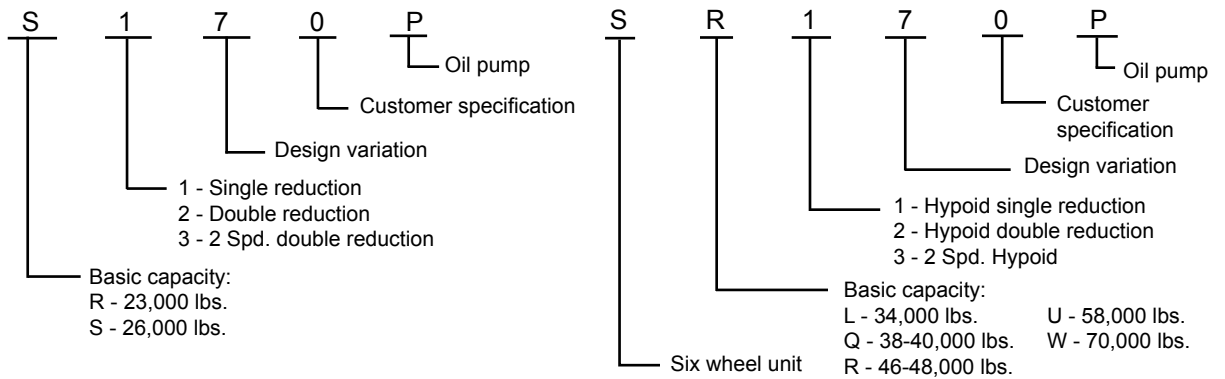 S 1 7 0 P
Oil pump
Customer specification
Design variation
1 - Single reduction
2 - Double reduction
3 - 2 Spd. double reduction
Basic capacity:
R - 23,000 lbs.
S - 26,000 lbs.
S R 1 7 0 P
Oil pump
Customer
specification
Design variation
1 - Hypoid single reduction
2 - Hypoid double reduction
3 - 2 Spd. Hypoid
Basic capacity:
L - 34,000 lbs. U - 58,000 lbs.
Q - 38-40,000 lbs. W - 70,000 lbs.
R - 46-48,000 lbs.
Six wheel unit